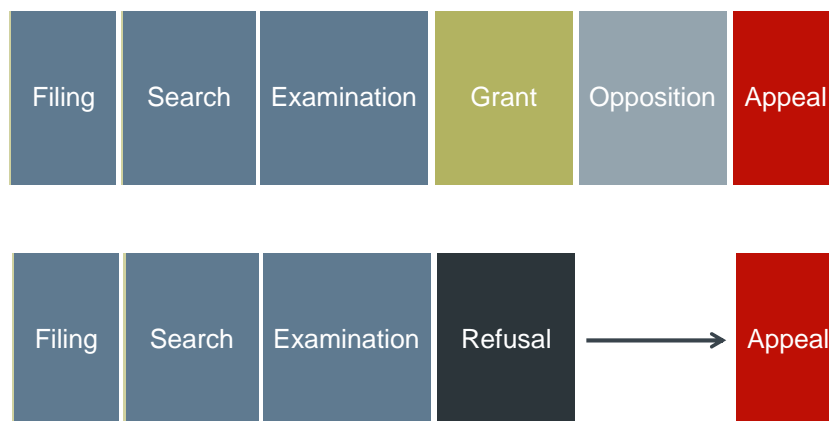 Filing Search Examination Grant Opposition Appeal
Filing Search Examination Refusal Appeal